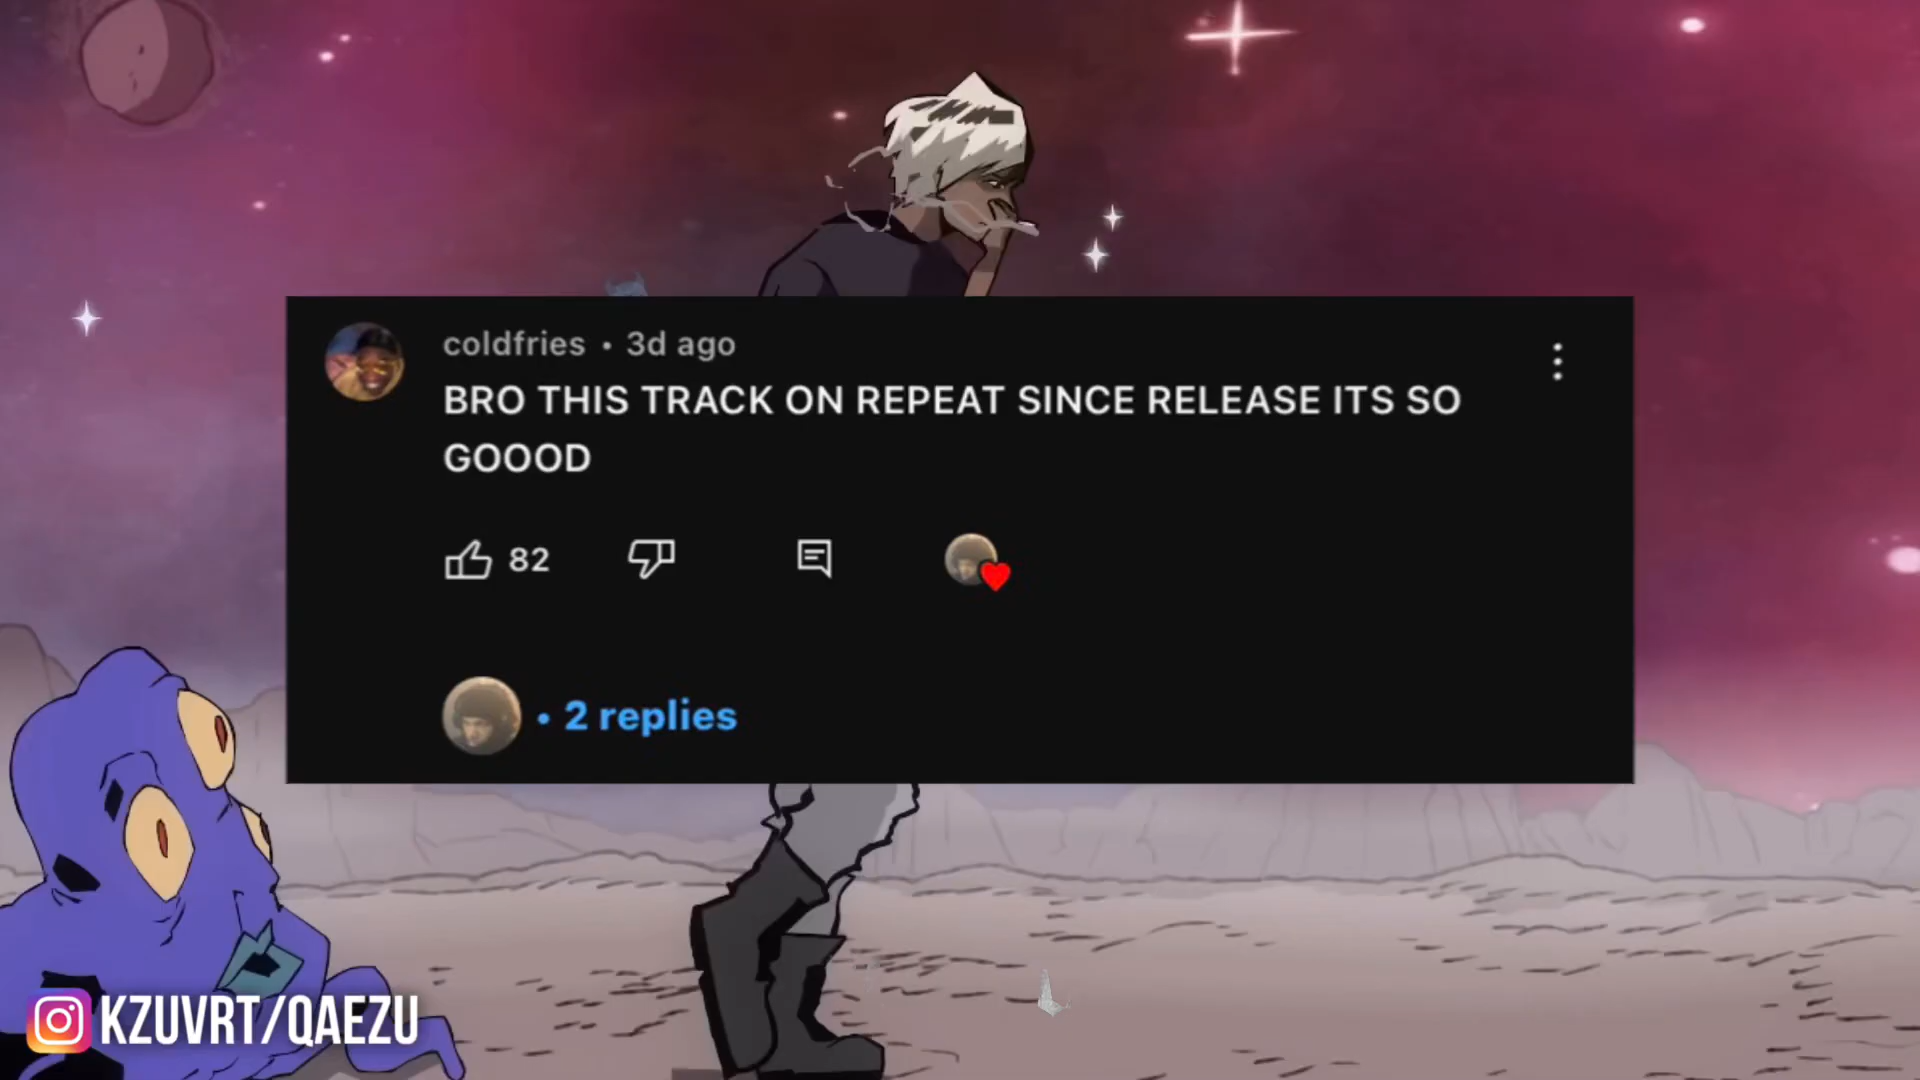 coldfries • 3d ago
BRO THIS TRACK ON REPEAT SINCE RELEASE ITS SO
GOOOD
82
• 2 replies
KZUVRT/QAEZU